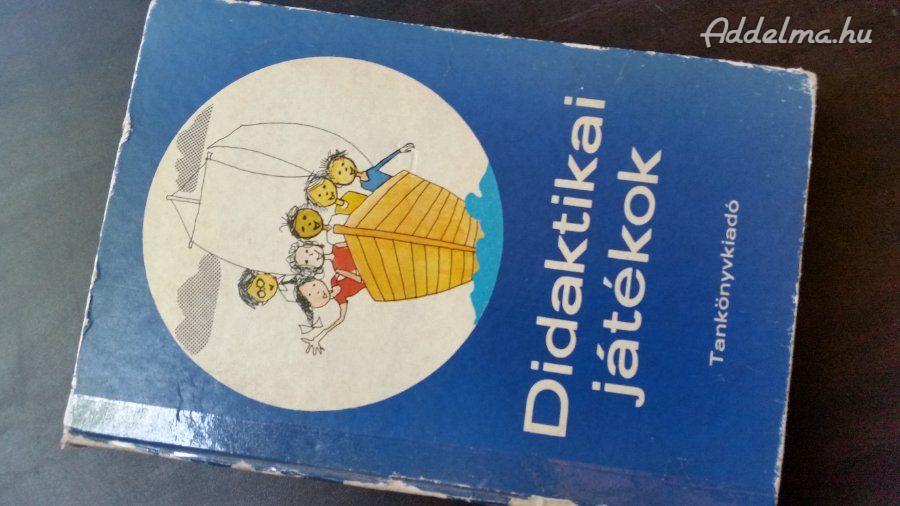 Addelma.hu
Didaktikai
játékok
Tankönyvkiadó